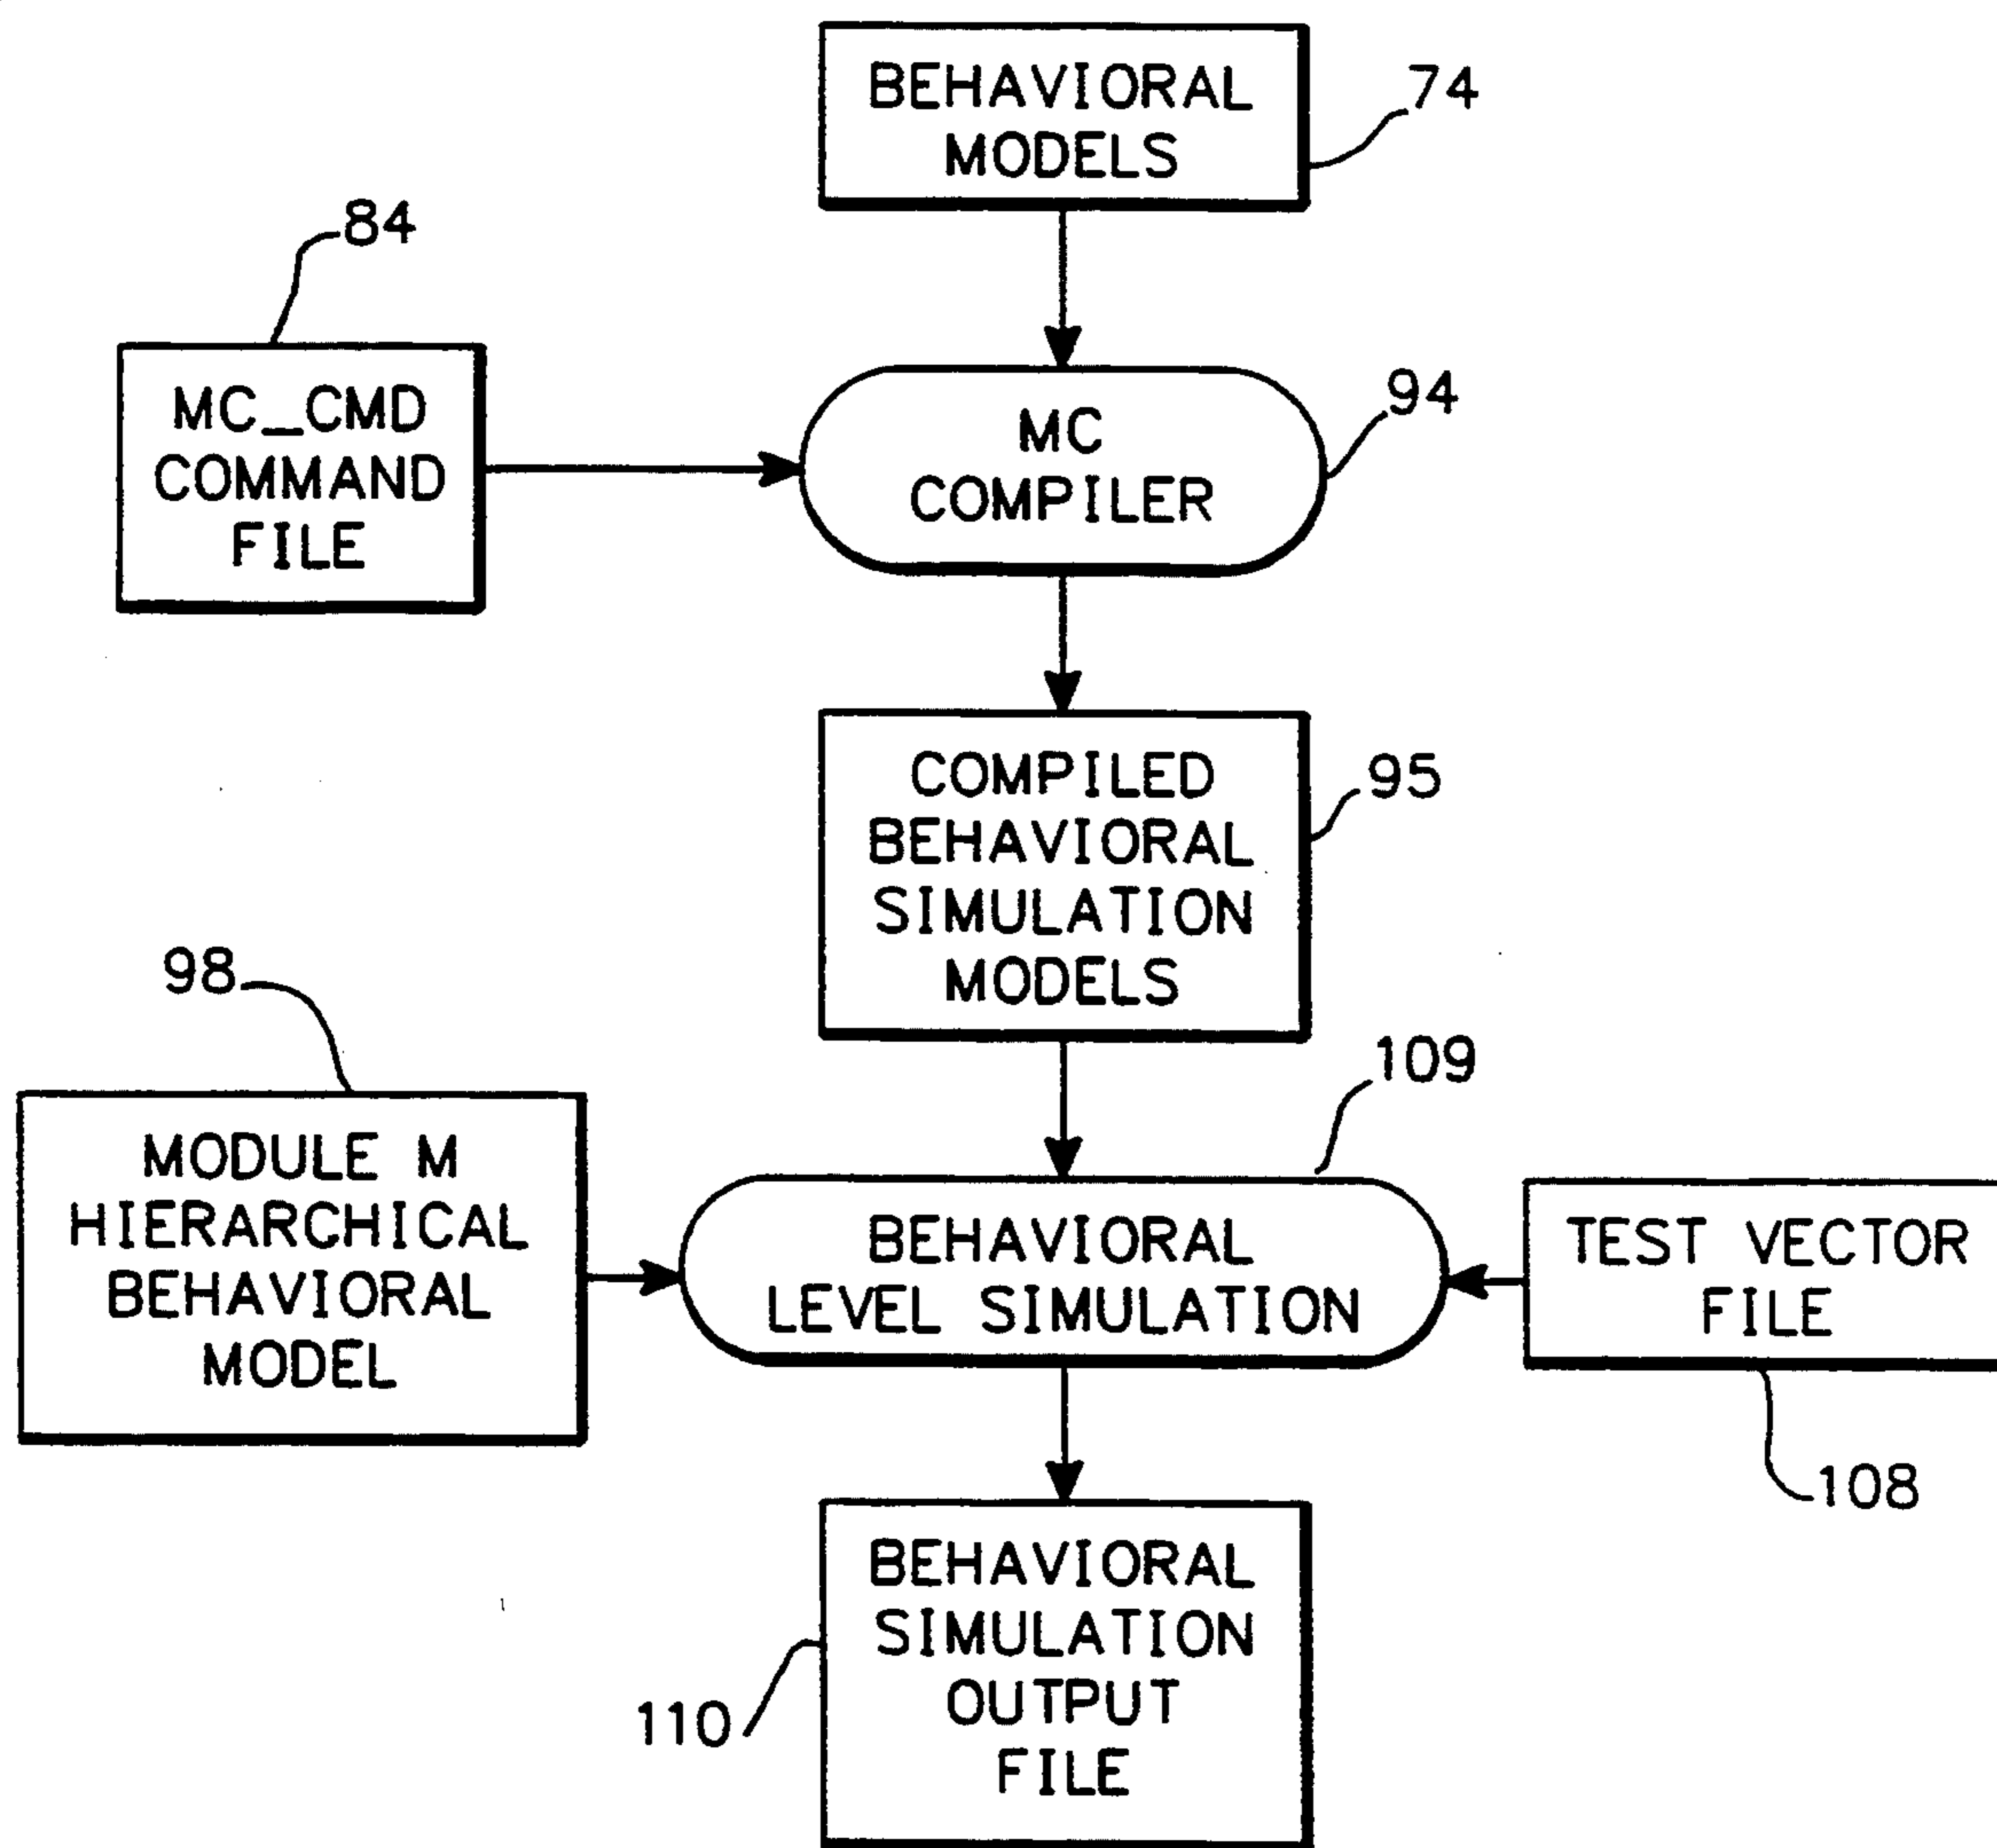 BEHAVIORAL
MODELS
74
84
MC_CMD
COMMAND
FILE
MC
COMPILER
94
COMPILED
BEHAVIORAL
SIMULATION
MODELS
95
98
MODULE M
HIERARCHICAL
BEHAVIORAL
MODEL
109
BEHAVIORAL
LEVEL SIMULATION
TEST VECTOR
FILE
108
BEHAVIORAL
SIMULATION
OUTPUT
FILE
110